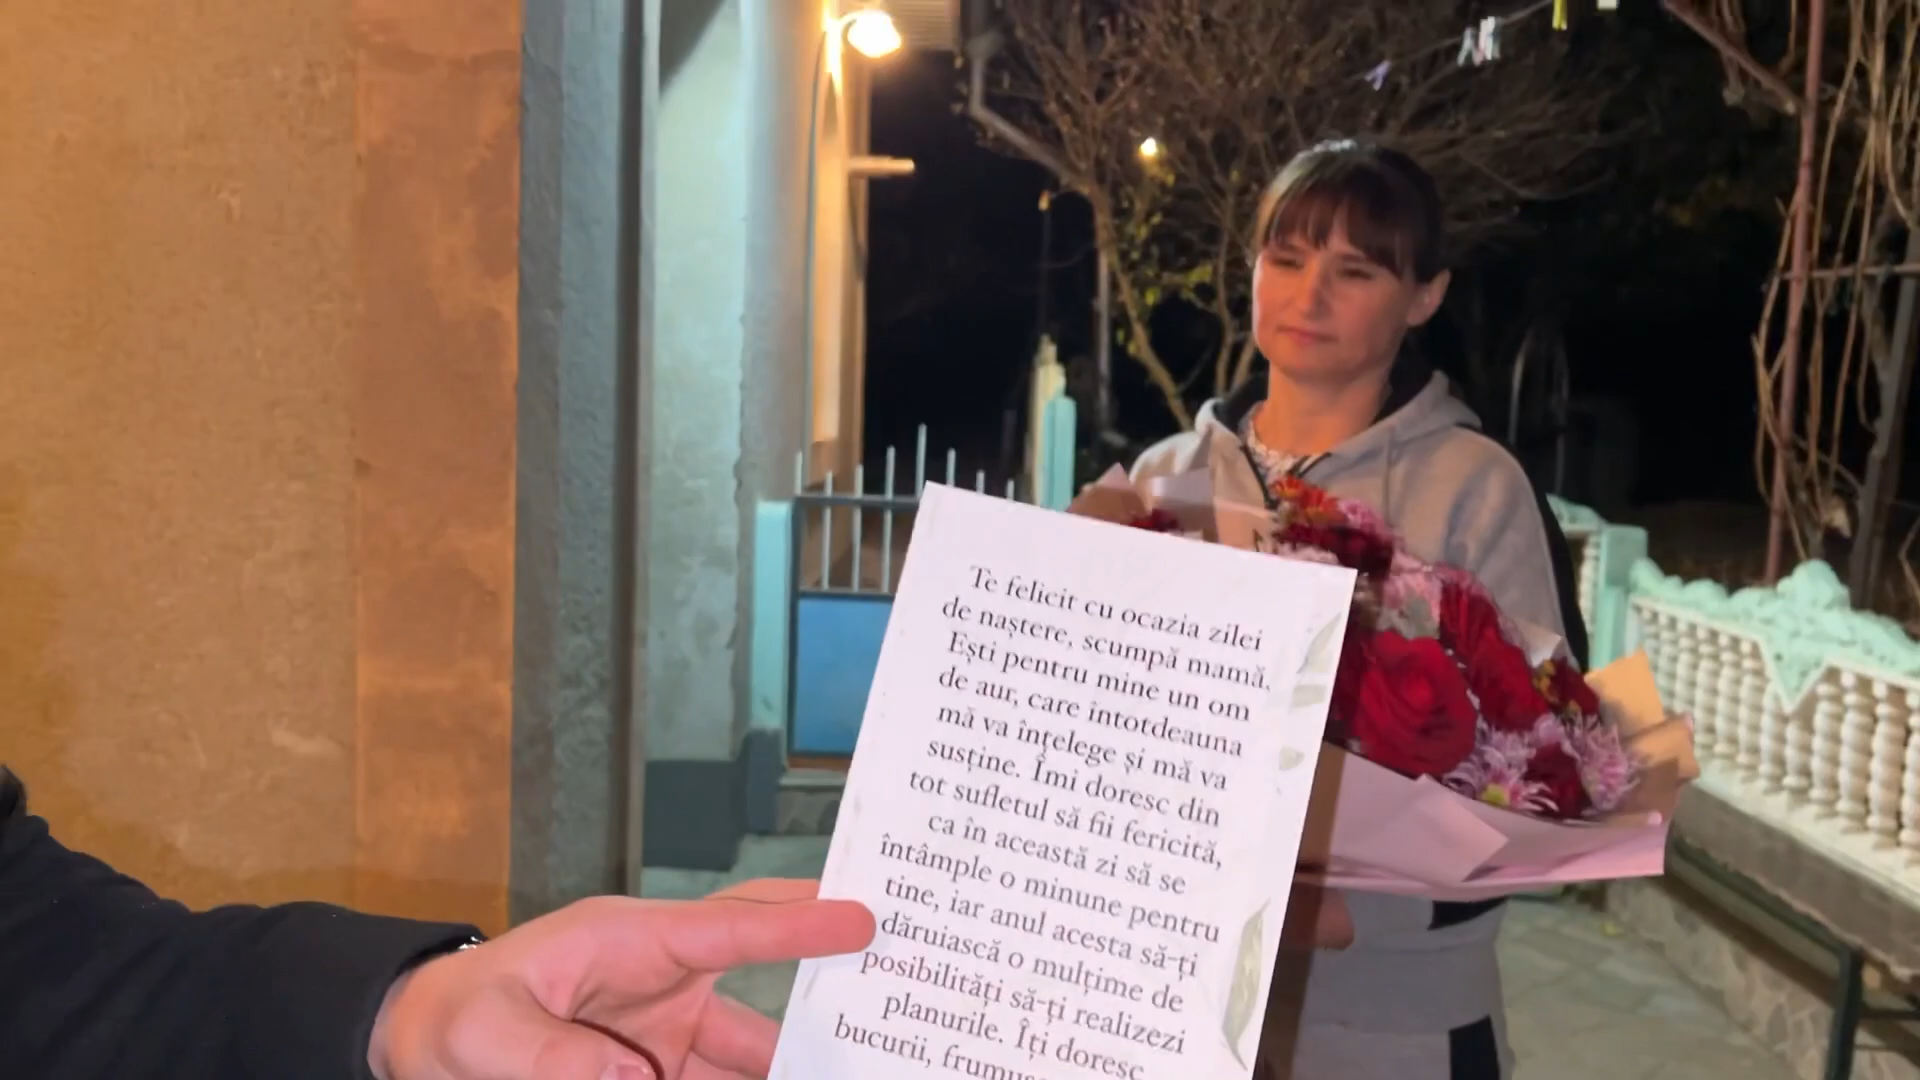 Te felicit cu ocazia zilei
de naștere, scumpă mamă.
Ești pentru mine un om
de aur, care întotdeauna
mă va înțelege și mă va
susține. Îmi doresc din
tot sufletul să fii fericită,
ca în această zi să se
întâmple o minune pentru
tine, iar anul acesta să-ți
dăruiască o mulțime de
posibilități să-ți realizezi
planurile. Îți doresc
bucurii,